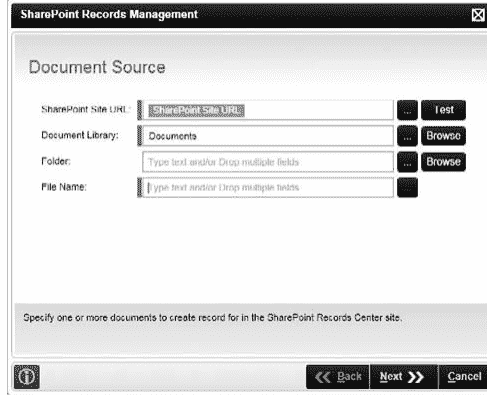 SharePoint Records Management
Document Source
SharePoint Site URL: SharePoint Site URL ... Test
Document Library: Documents ... Browse
Folder: Type text and/or Drop multiple fields ... Browse
File Name: Type text and/or Drop multiple fields ...
Specify one or more documents to create record for in the SharePoint Records Center site.
Back Next Cancel